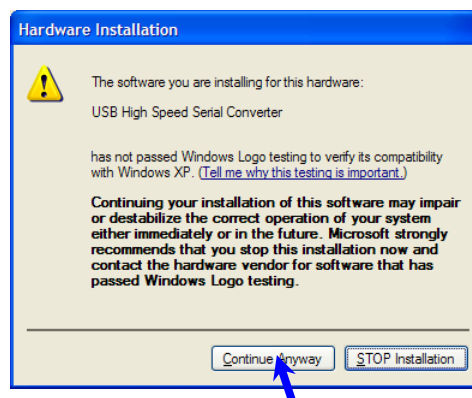 Hardware Installation
The software you are installing for this hardware:
USB High Speed Serial Converter
has not passed Windows Logo testing to verify its compatibility
with Windows XP. (Tell me why this testing is important.)
Continuing your installation of this software may impair
or destabilize the correct operation of your system
either immediately or in the future. Microsoft strongly
recommends that you stop this installation now and
contact the hardware vendor for software that has
passed Windows Logo testing.
Continue Anyway
STOP Installation